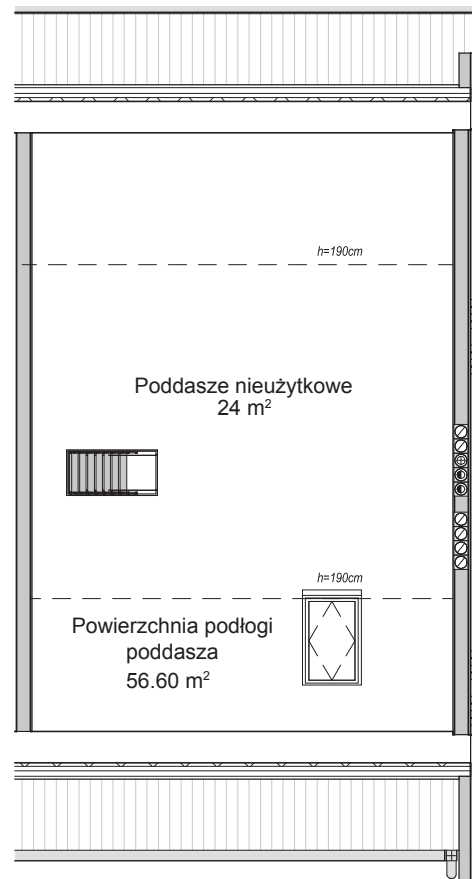 h=190cm
Poddasze nieużytkowe
24 m²
h=190cm
Powierzchnia podłogi
poddasza
56.60 m²